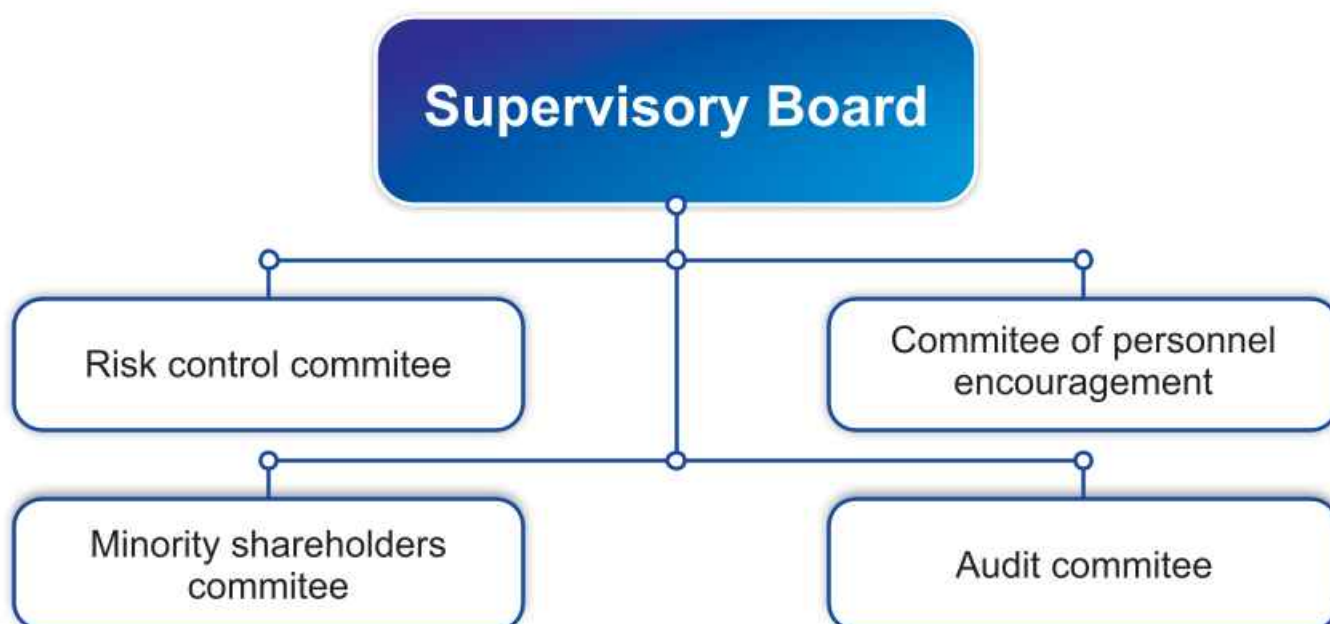 Supervisory Board
Risk control commitee
Commitee of personnel
encouragement
Minority shareholders
commitee
Audit commitee